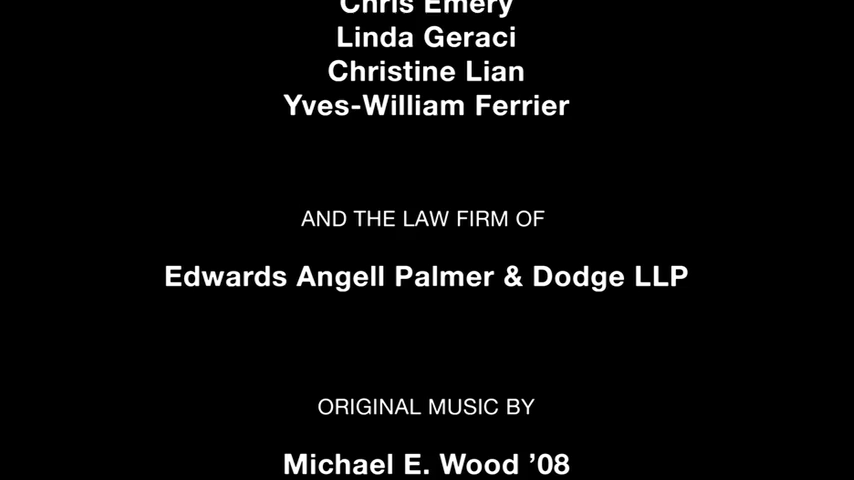 Chris Emery
Linda Geraci
Christine Lian
Yves-William Ferrier
AND THE LAW FIRM OF
Edwards Angell Palmer & Dodge LLP
ORIGINAL MUSIC BY
Michael E. Wood ’08